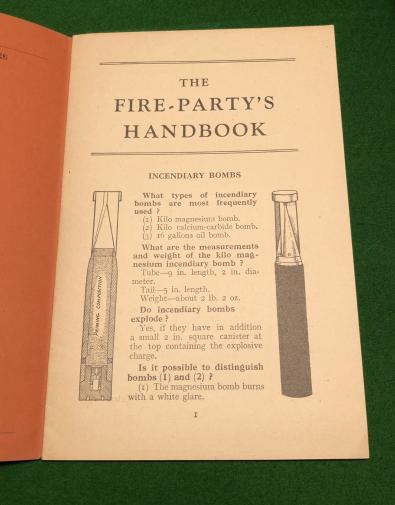 THE
FIRE-PARTY'S
HANDBOOK
INCENDIARY BOMBS
What types of incendiary
bombs are most frequently
used ?
(1) Kilo magnesium bomb.
(2) Kilo calcium-carbide bomb.
(3) 16 gallons oil bomb.
What are the measurements
and weight of the kilo mag-
nesium incendiary bomb ?
Tube—9 in. length, 2 in. dia-
meter.
Tail—5 in. length.
Weight—about 2 lb. 2 oz.
Do incendiary bombs
explode ?
Yes, if they have in addition
a small 2 in. square canister at
the top containing the explosive
charge.
Is it possible to distinguish
bombs (1) and (2) ?
(1) The magnesium bomb burns
with a white glare.
PRIMING COMPOSITION
1